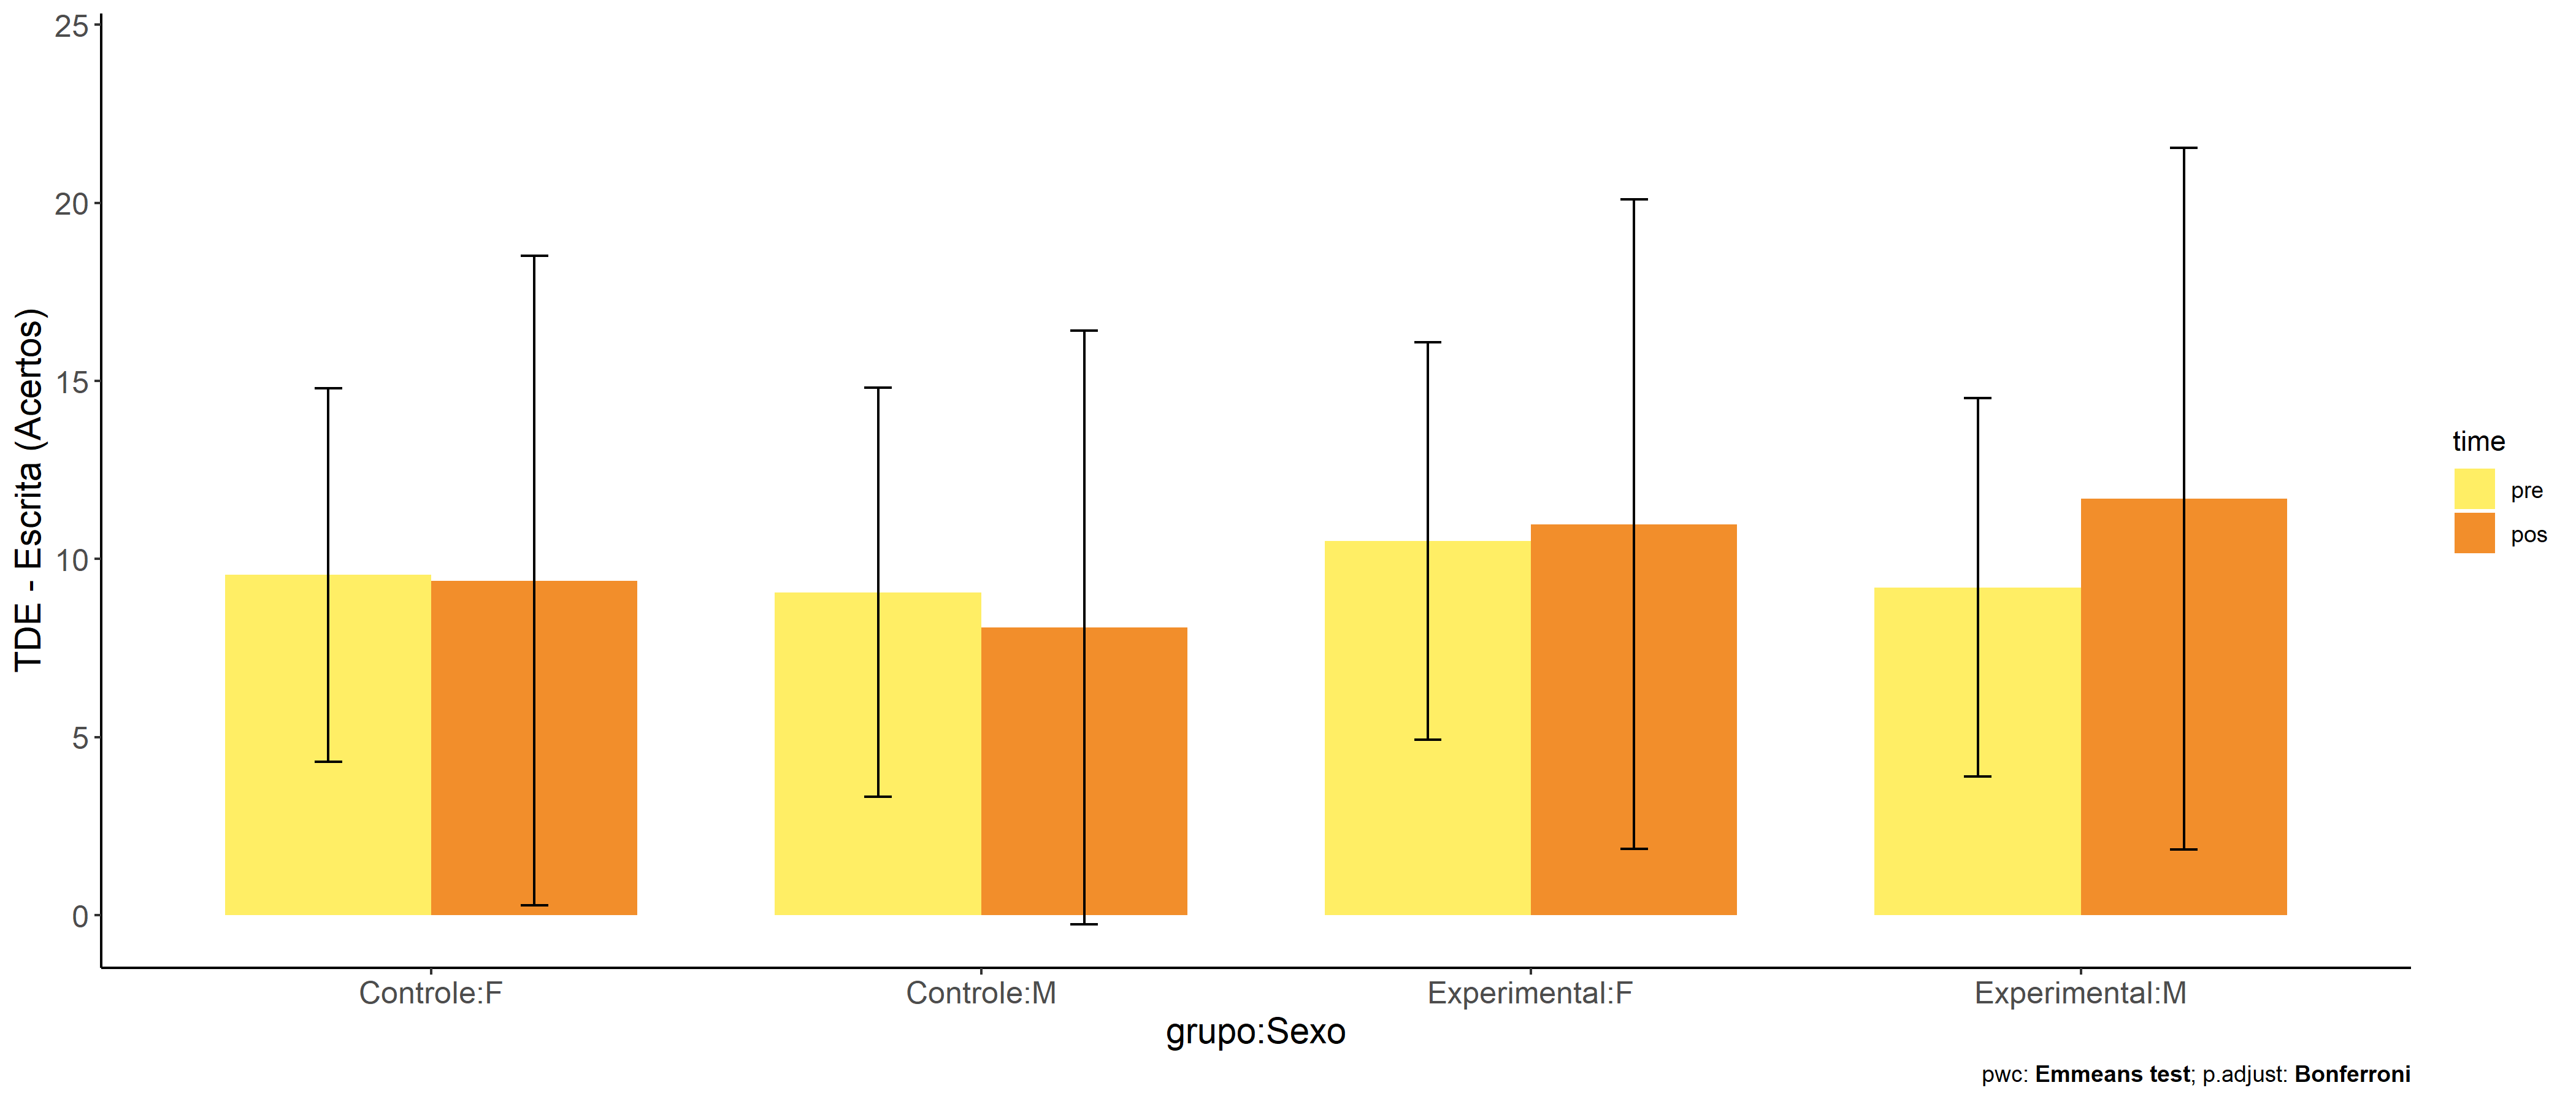 TDE - Escrita (Acertos)
25
20
15
10
5
0
Controle:F
Controle:M
Experimental:F
Experimental:M
grupo:Sexo
time
pre
pos
pwc: Emmeans test; p.adjust: Bonferroni